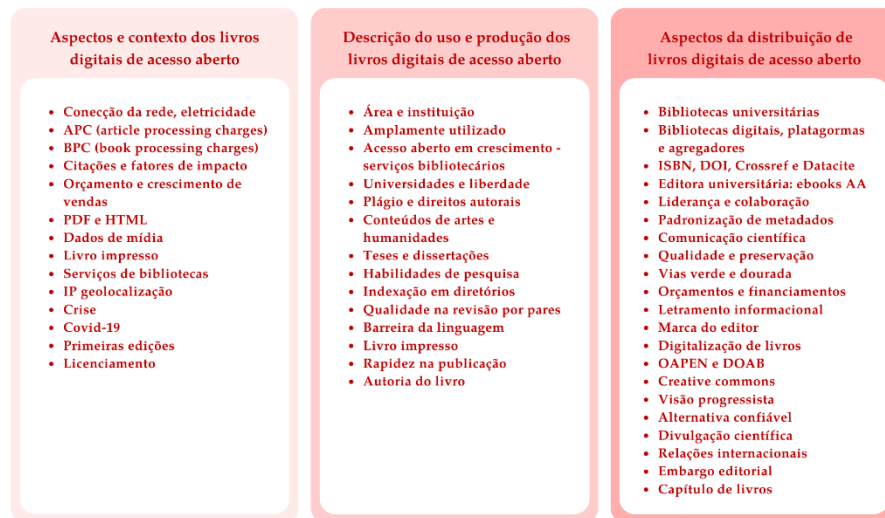 Aspectos e contexto dos livros
digitais de acesso aberto
• Conecção da rede, eletricidade
• APC (article processing charges)
• BPC (book processing charges)
• Citações e fatores de impacto
• Orçamento e crescimento de
vendas
• PDF e HTML
• Dados de mídia
• Livro impresso
• Serviços de bibliotecas
• IP geolocalização
• Crise
• Covid-19
• Primeiras edições
• Licenciamento
Descrição do uso e produção dos
livros digitais de acesso aberto
• Área e instituição
• Amplamente utilizado
• Acesso aberto em crescimento -
serviços bibliotecários
• Universidades e liberdade
• Plágio e direitos autorais
• Conteúdos de artes e
humanidades
• Teses e dissertações
• Habilidades de pesquisa
• Indexação em diretórios
• Qualidade na revisão por pares
• Barreira da linguagem
• Livro impresso
• Rapidez na publicação
• Autoria do livro
Aspectos da distribuição de
livros digitais de acesso aberto
• Bibliotecas universitárias
• Bibliotecas digitais, platagormas
e agregadores
• ISBN, DOI, Crossref e Datacite
• Editora universitária: ebooks AA
• Liderança e colaboração
• Padronização de metadados
• Comunicação científica
• Qualidade e preservação
• Vias verde e dourada
• Orçamentos e financiamentos
• Letramento informacional
• Marca do editor
• Digitalização de livros
• OAPEN e DOAB
• Creative commons
• Visão progressista
• Alternativa confiável
• Divulgação científica
• Relações internacionais
• Embargo editorial
• Capítulo de livros